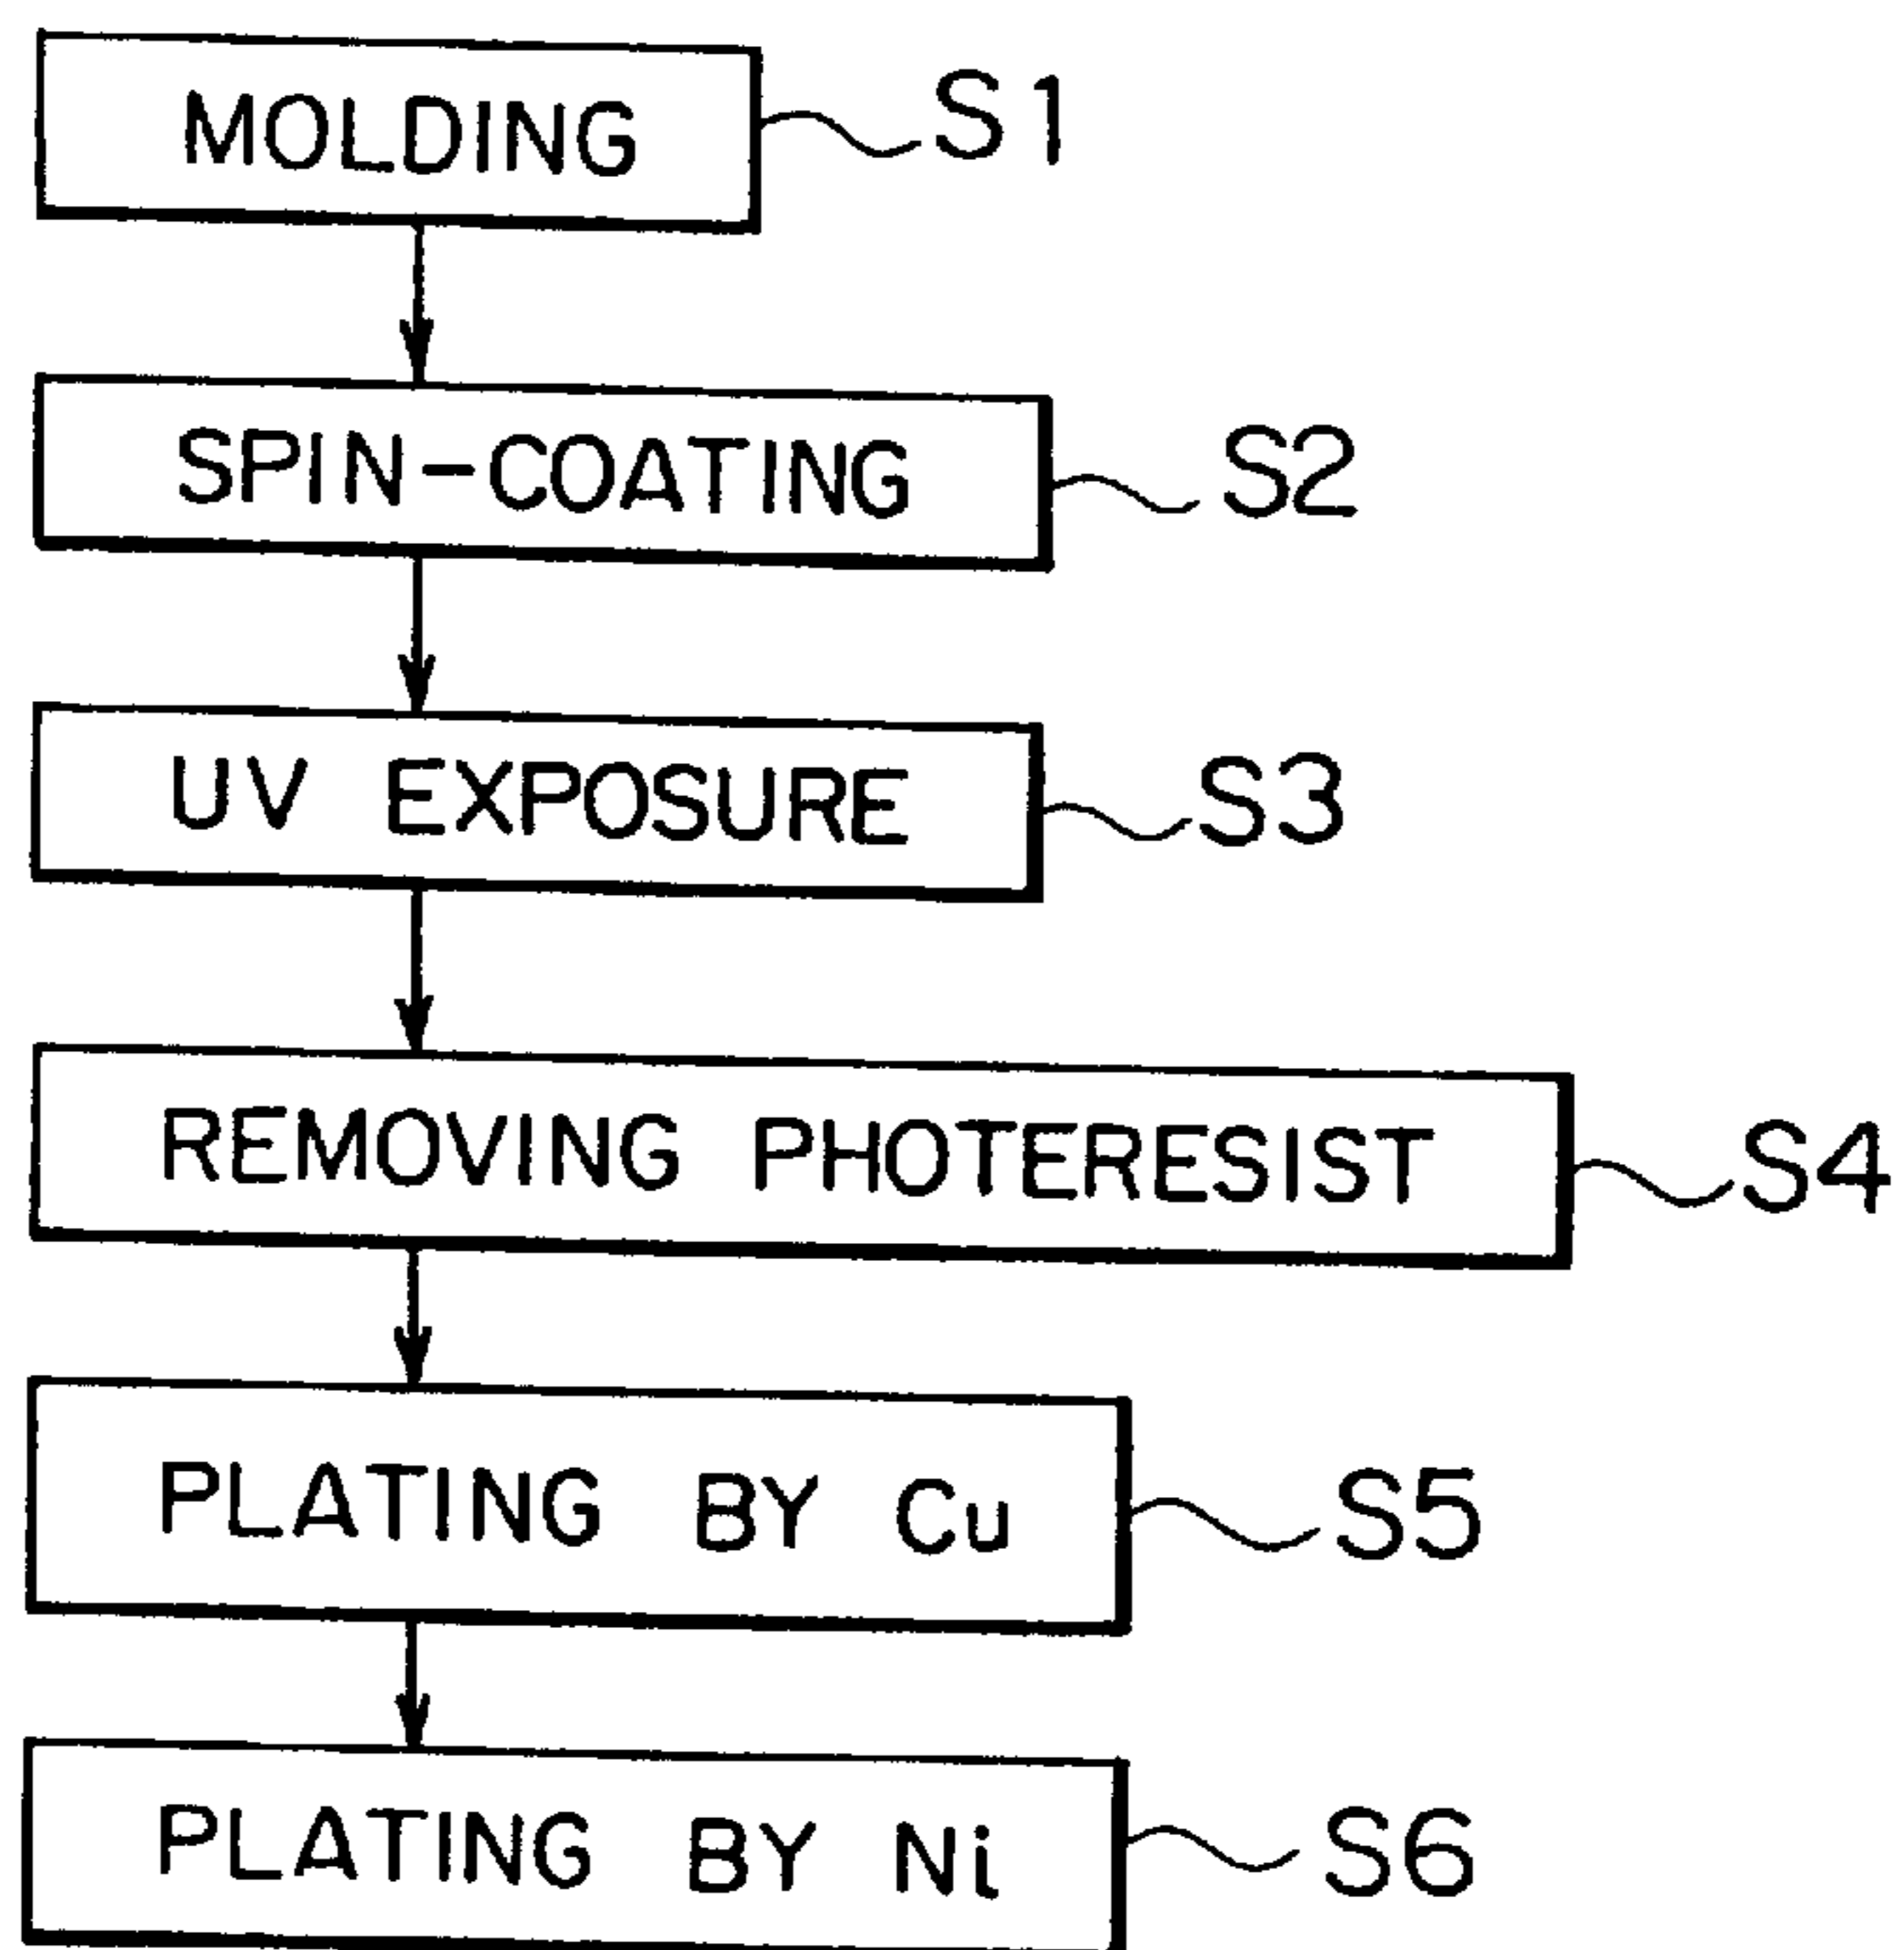 MOLDING S1
SPIN-COATING S2
UV EXPOSURE S3
REMOVING PHOTERESIST S4
PLATING BY Cu S5
PLATING BY Ni S6